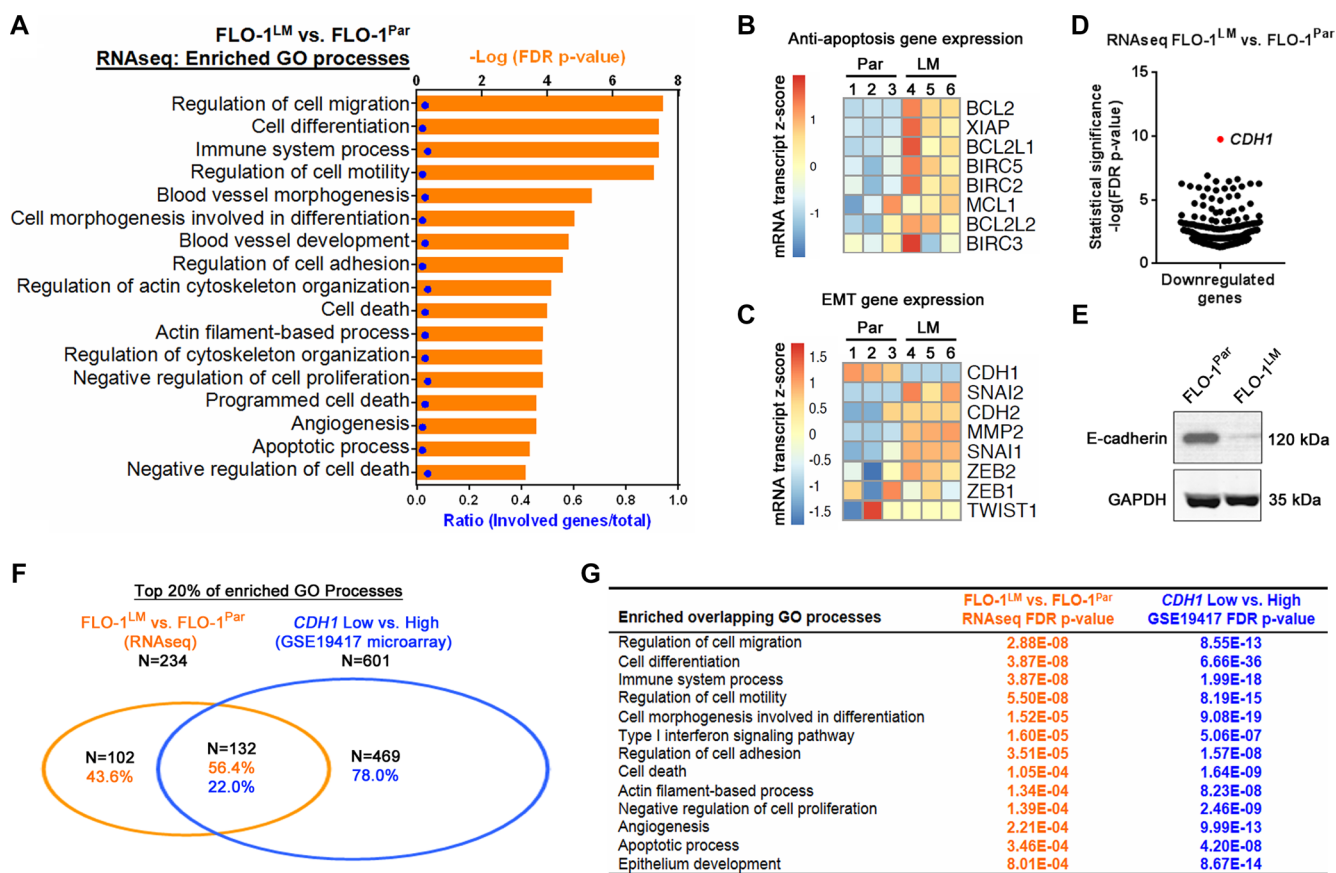 A
FLO-1LM vs. FLO-1Par
RNAseq: Enriched GO processes
-Log (FDR p-value)
0 2 4 6 8
Regulation of cell migration
Cell differentiation
Immune system process
Regulation of cell motility
Blood vessel morphogenesis
Cell morphogenesis involved in differentiation
Blood vessel development
Regulation of cell adhesion
Regulation of actin cytoskeleton organization
Cell death
Actin filament-based process
Regulation of cytoskeleton organization
Negative regulation of cell proliferation
Programmed cell death
Angiogenesis
Apoptotic process
Negative regulation of cell death
0.0 0.2 0.4 0.6 0.8 1.0
Ratio (Involved genes/total)
B
Anti-apoptosis gene expression
Par LM
1 2 3 4 5 6
mRNA transcript z-score
1
0
-1
BCL2
XIAP
BCL2L1
BIRC5
BIRC2
MCL1
BCL2L2
BIRC3
C
EMT gene expression
Par LM
1 2 3 4 5 6
mRNA transcript z-score
1.5
1
0.5
0
-0.5
-1
-1.5
CDH1
SNAI2
CDH2
MMP2
SNAI1
ZEB2
ZEB1
TWIST1
D
RNAseq FLO-1LM vs. FLO-1Par
Statistical significance
-log(FDR p-value)
15
10
5
0
CDH1
Downregulated
genes
E
FLO-1Par
FLO-1LM
E-cadherin 120 kDa
GAPDH 35 kDa
F
Top 20% of enriched GO Processes
FLO-1LM vs. FLO-1Par
(RNAseq)
N=234
CDH1 Low vs. High
(GSE19417 microarray)
N=601
N=102
43.6%
N=132
56.4%
22.0%
N=469
78.0%
G
Enriched overlapping GO processes
FLO-1LM vs. FLO-1Par
RNAseq FDR p-value
CDH1 Low vs. High
GSE19417 FDR p-value
Regulation of cell migration 2.88E-08 8.55E-13
Cell differentiation 3.87E-08 6.66E-36
Immune system process 3.87E-08 1.99E-18
Regulation of cell motility 5.50E-08 8.19E-15
Cell morphogenesis involved in differentiation 1.52E-05 9.08E-19
Type I interferon signaling pathway 1.60E-05 5.06E-07
Regulation of cell adhesion 3.51E-05 1.57E-08
Cell death 1.05E-04 1.64E-09
Actin filament-based process 1.34E-04 8.23E-08
Negative regulation of cell proliferation 1.39E-04 2.46E-09
Angiogenesis 2.21E-04 9.99E-13
Apoptotic process 3.46E-04 4.20E-08
Epithelium development 8.01E-04 8.67E-14